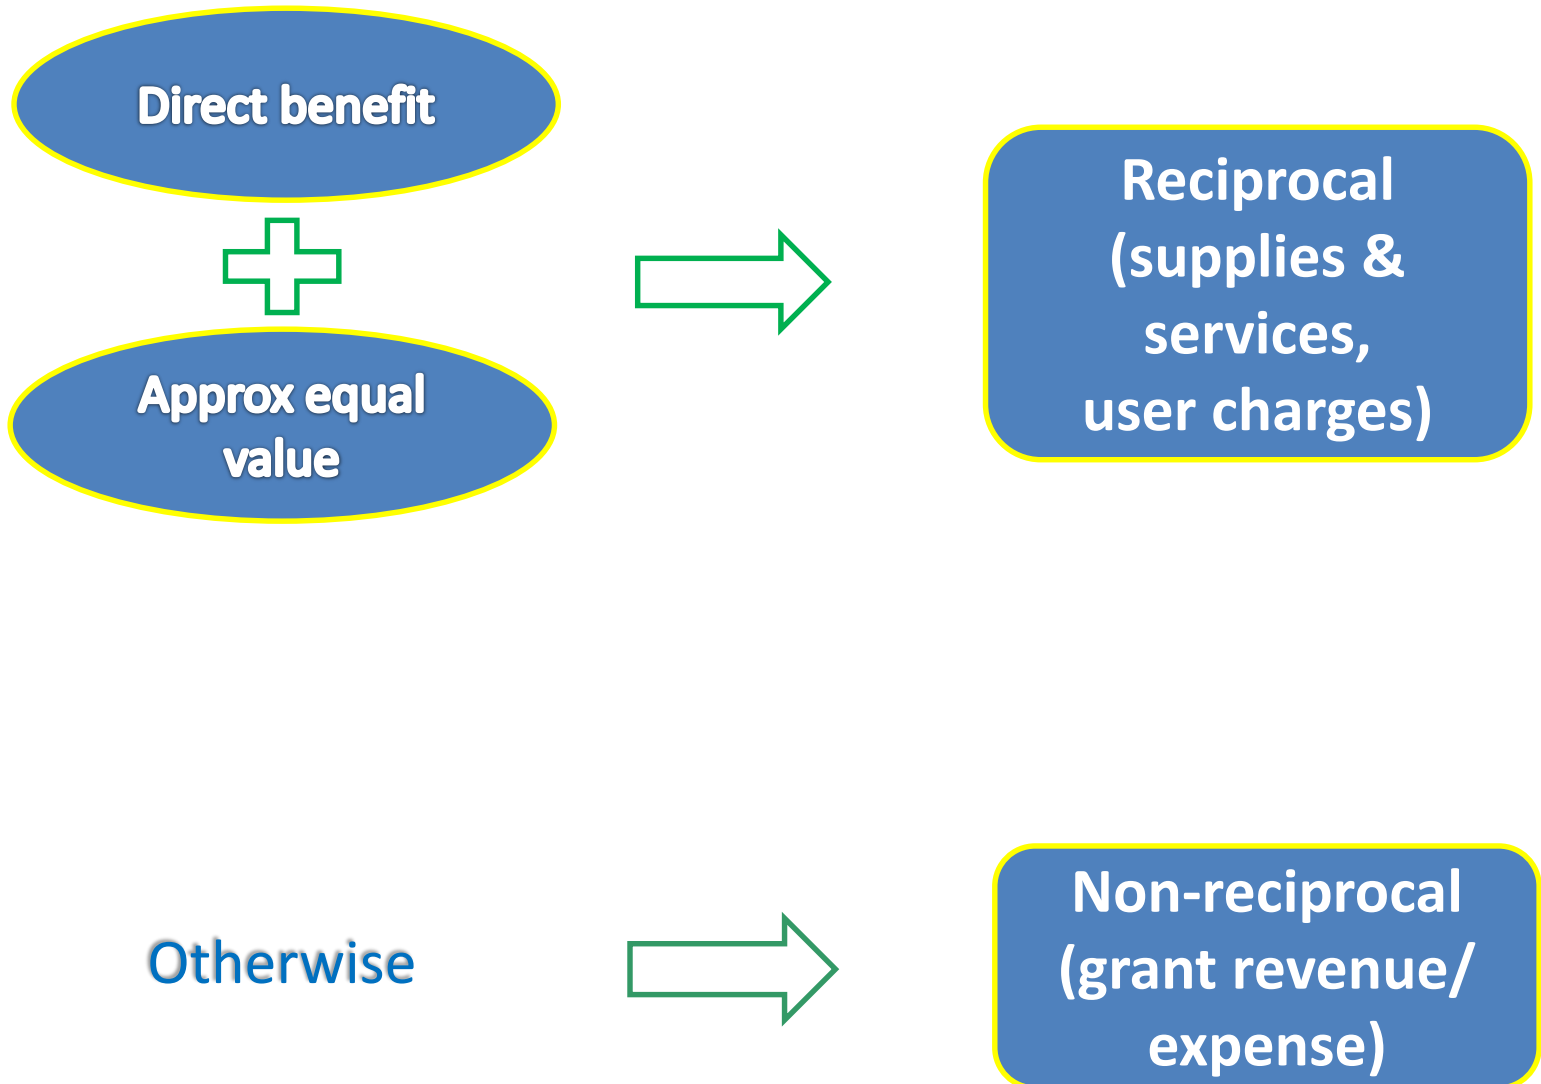 Direct benefit
Approx equal
value
Reciprocal
(supplies &
services,
user charges)
Otherwise
Non-reciprocal
(grant revenue/
expense)